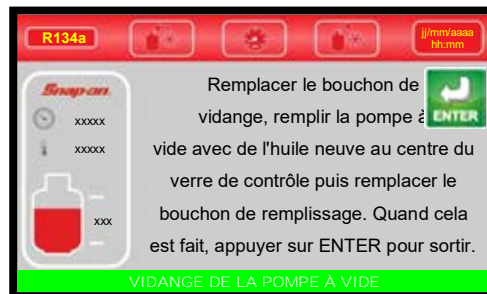 R134a
jj/mm/aaaa
hh:mm
Snap-on
xxxxx
xxxxx
xxx
Remplacer le bouchon de
vidange, remplir la pompe à
ENTER
vide avec de l'huile neuve au centre du
verre de contrôle puis remplacer le
bouchon de remplissage. Quand cela
est fait, appuyer sur ENTER pour sortir.
VIDANGE DE LA POMPE À VIDE